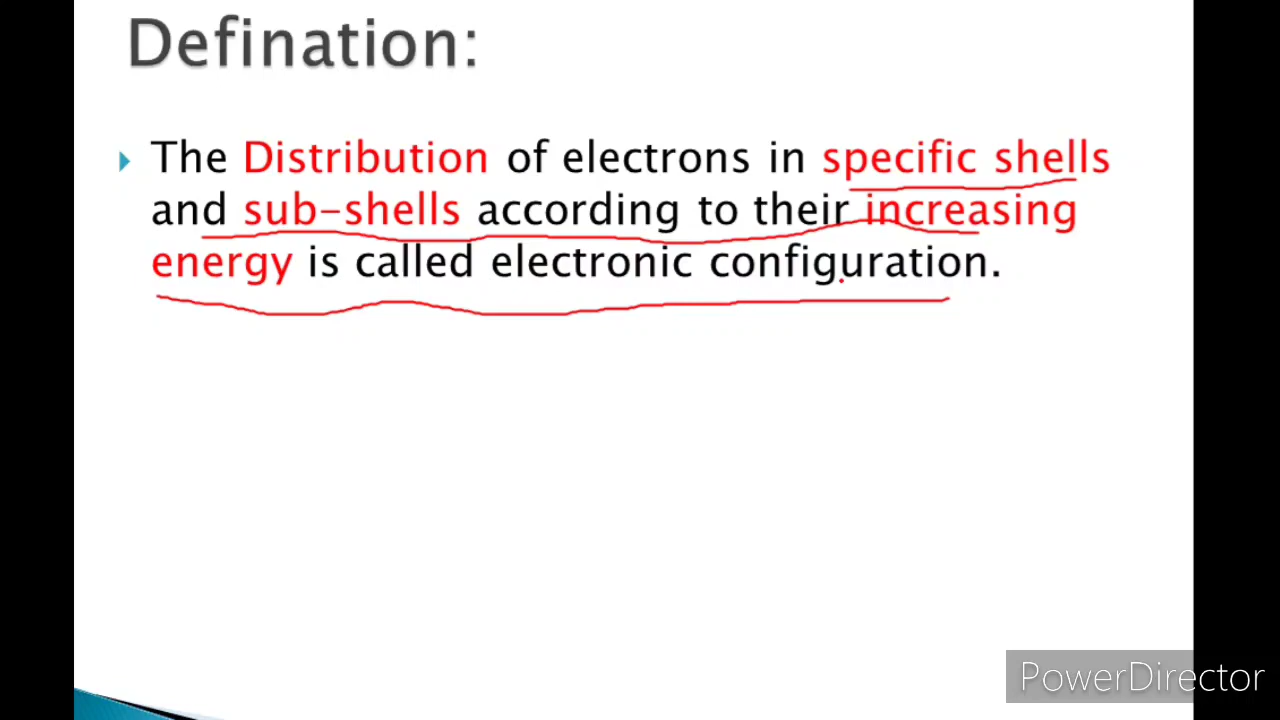 Defination:
The Distribution of electrons in specific shells
and sub-shells according to their increasing
energy is called electronic configuration.
PowerDirector